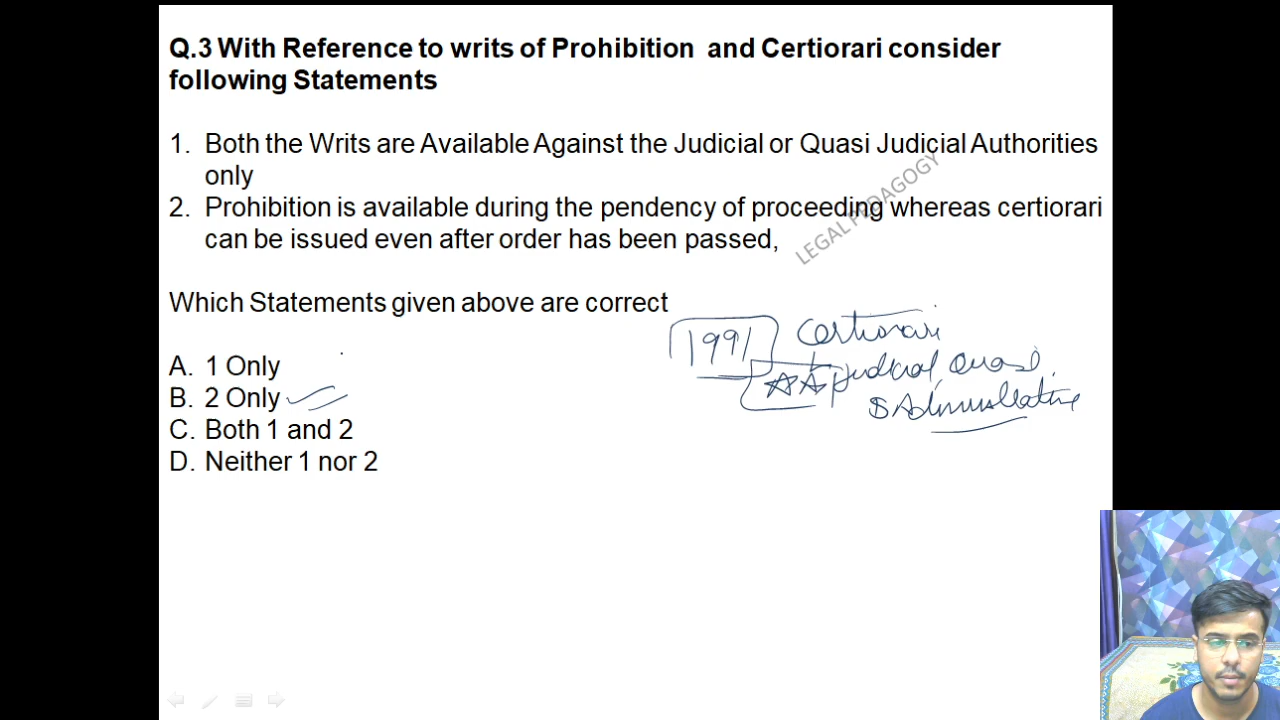 Q.3 With Reference to writs of Prohibition and Certiorari consider
following Statements
1. Both the Writs are Available Against the Judicial or Quasi Judicial Authorities
only
2. Prohibition is available during the pendency of proceeding whereas certiorari
can be issued even after order has been passed,
LEGAL PEDAGOGY
Which Statements given above are correct
1991
Certiorari
Judicial, Quasi
& Administrative
A. 1 Only
B. 2 Only
C. Both 1 and 2
D. Neither 1 nor 2